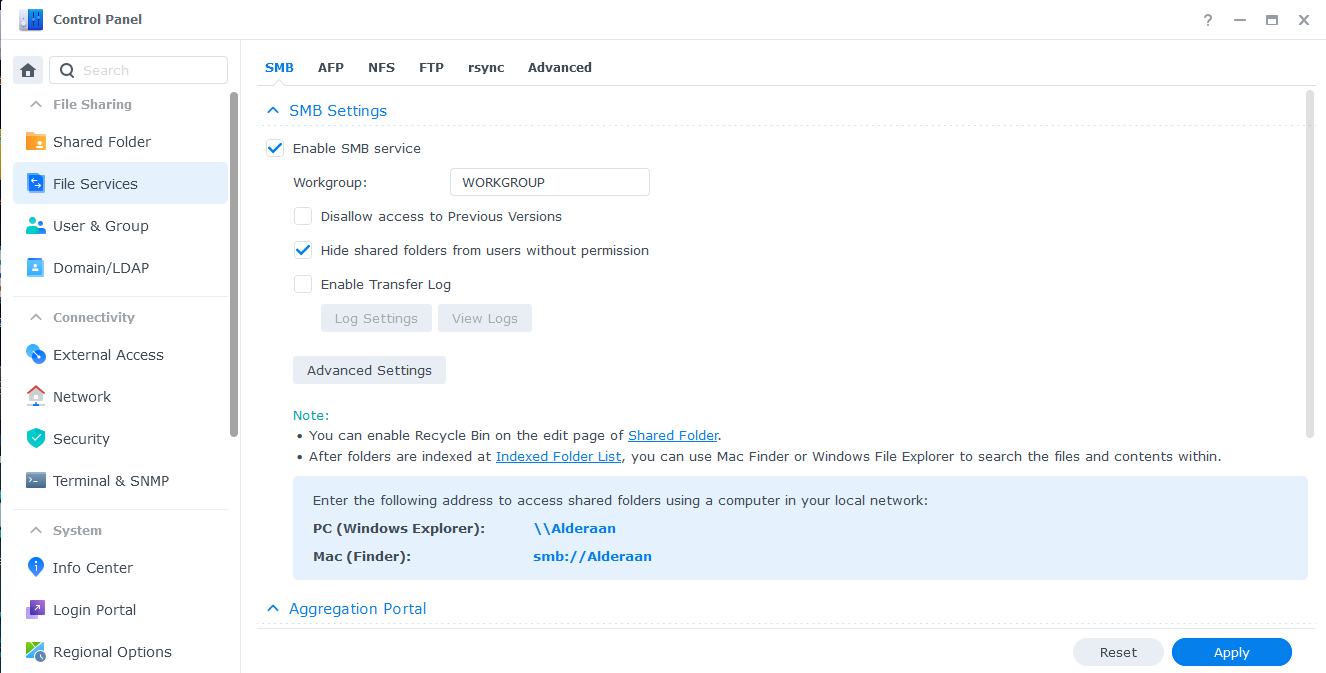 Control Panel
?
Search
File Sharing
Shared Folder
File Services
User & Group
Domain/LDAP
Connectivity
External Access
Network
Security
Terminal & SNMP
System
Info Center
Login Portal
Regional Options
SMB AFP NFS FTP rsync Advanced
SMB Settings
Enable SMB service
Workgroup: WORKGROUP
Disallow access to Previous Versions
Hide shared folders from users without permission
Enable Transfer Log
Log Settings View Logs
Advanced Settings
Note:
• You can enable Recycle Bin on the edit page of Shared Folder.
• After folders are indexed at Indexed Folder List, you can use Mac Finder or Windows File Explorer to search the files and contents within.
Enter the following address to access shared folders using a computer in your local network:
PC (Windows Explorer): \\Alderaan
Mac (Finder): smb://Alderaan
Aggregation Portal
Reset Apply